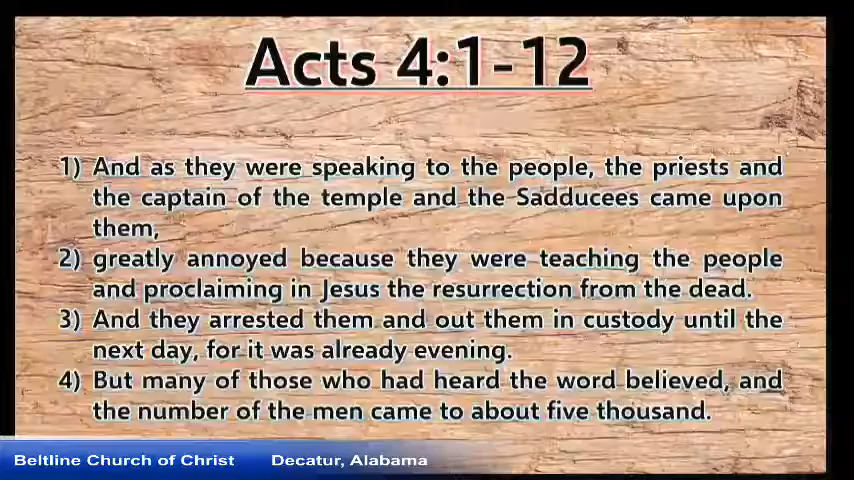 Acts 4:1-12
1) And as they were speaking to the people, the priests and
the captain of the temple and the Sadducees came upon
them,
2) greatly annoyed because they were teaching the people
and proclaiming in Jesus the resurrection from the dead.
3) And they arrested them and out them in custody until the
next day, for it was already evening.
4) But many of those who had heard the word believed, and
the number of the men came to about five thousand.
Beltline Church of Christ Decatur, Alabama